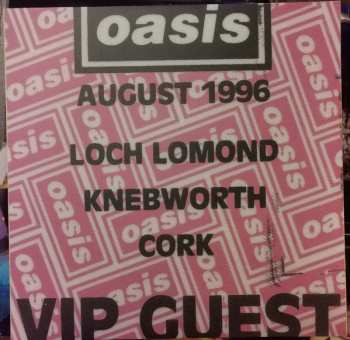 oasis
AUGUST 1996
LOCH LOMOND
KNEBWORTH
CORK
VIP GUEST